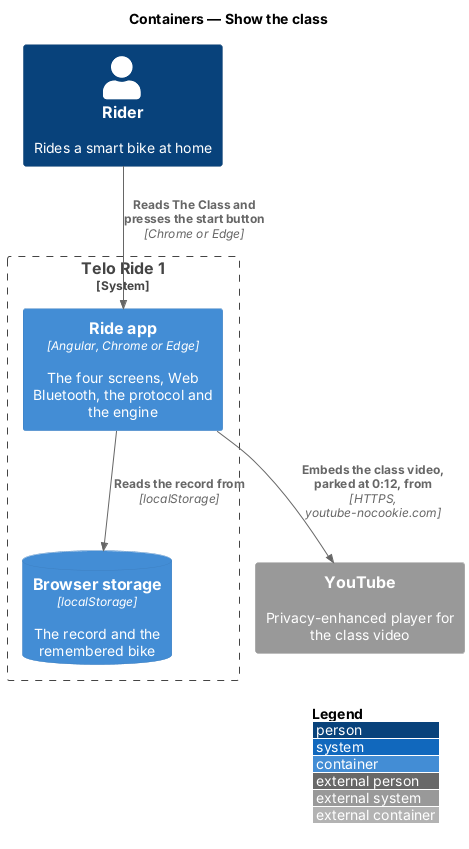 Containers — Show the class
Rider
Rides a smart bike at home
Reads The Class and
presses the start button
[Chrome or Edge]
Telo Ride 1
[System]
Ride app
[Angular, Chrome or Edge]
The four screens, Web
Bluetooth, the protocol and
the engine
Reads the record from
[localStorage]
Embeds the class video,
parked at 0:12, from
[HTTPS,
youtube-nocookie.com]
Browser storage
[localStorage]
The record and the
remembered bike
YouTube
Privacy-enhanced player for
the class video
Legend
person
system
container
external person
external system
external container